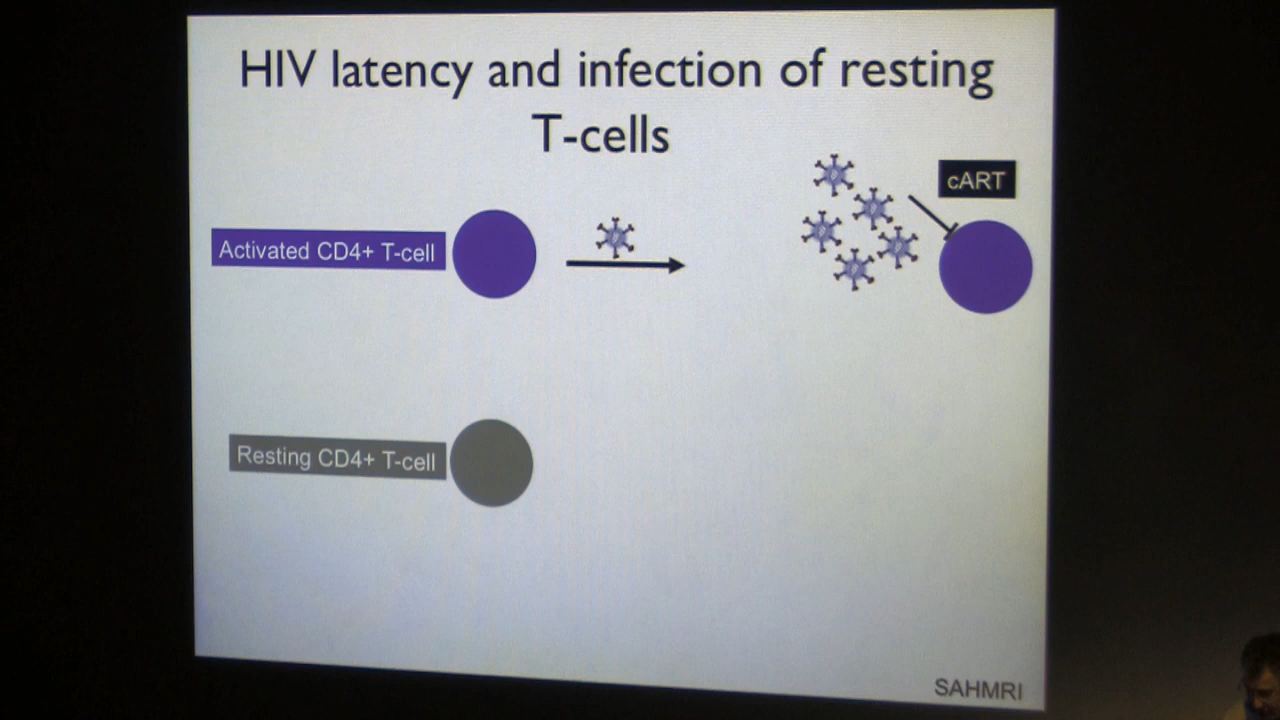 HIV latency and infection of resting
T-cells
cART
Activated CD4+ T-cell
Resting CD4+ T-cell
SAHMRI